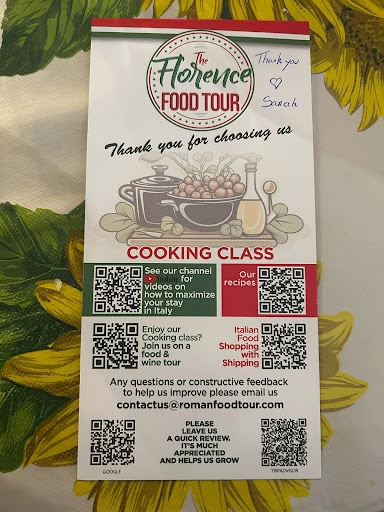 The
Florence
FOOD TOUR
Thank you
♡
Sarah
Thank you for choosing us
COOKING CLASS
See our channel
for
videos on
how to maximize
your stay
in Italy
Our
recipes
Enjoy our
Cooking class?
Join us on a
food &
wine tour
Italian
Food
Shopping
with
Shipping
Any questions or constructive feedback
to help us improve please email us
contactus@romanfoodtour.com
PLEASE
LEAVE US
A QUICK REVIEW.
IT'S MUCH
APPRECIATED
AND HELPS US GROW
GOOGLE
TRIPADVISOR